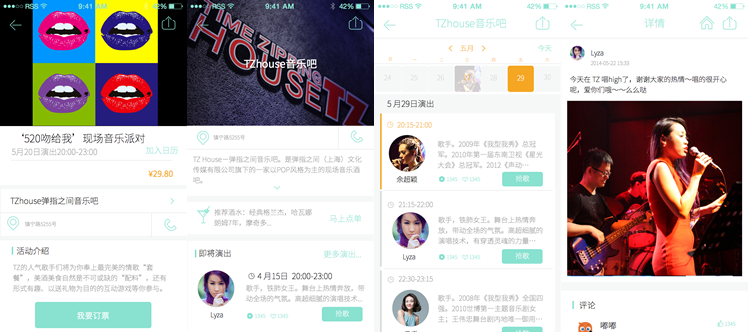 ●●●○○ RSF 9:41 AM 42%
'520吻给我' 现场音乐派对
5月20日演出20:00-23:00
加入日历
¥29.80
TZhouse弹指之间音乐吧
镇宁路525号
活动介绍
TZ的人气歌手们将为你奉上最完美的情歌“套
餐”，美酒美食自然是不可或缺的“配料”，还有
形式有趣、以送礼物为目的的互动游戏等你参与。
我要订票
●●●○○ RSF 9:41 AM 42%
TIME ZIPPING
HOUSE TZ
TZHouse音乐吧
镇宁路525号
TZ House一弹指之间音乐吧。是弹指之间（上海）文化
传媒有限公司旗下的一家以POP风格为主的现场音乐酒
吧。
推荐酒水：经典格兰杰，哈瓦娜
朗姆7年，摩奇多...
马上点单
即将演出
更多演出...
4月15日 20:00-23:00
歌手。铁肺女王。舞台上热情奔放，带
动全场的气氛。高超细腻的演唱技术...
Lyza
抢歌
●●●○○ RSF 9:41 AM 42%
TZhouse音乐吧
五月
今天
24 25 26 28 29 30
5月29日演出
20:15-21:00
歌手。2009年《我型我秀》总冠
军。2010年第一届东南卫视《星光
大会》总冠军。2012《声动...
余超颖
1345 1345
抢歌
21:15-22:00
歌手。铁肺女王。舞台上热情奔
放，带动全场的气氛。高超细腻的
演唱技术，有穿透灵魂的力量...
Lyza
1345 1345
抢歌
22:30-23:15
歌手。2008年《我型我秀》全国四
强。2010世博第一主题音乐剧女
主；王伟忠舞台剧内地唯一御用...
●●●○○ RSF 9:41 AM 42%
详情
Lyza
2014-05-22 15:33
今天在 TZ 唱high了，谢谢大家的热情～唱的很开心
呢，爱你们哦～～么么哒
评论
嘟嘟
1345